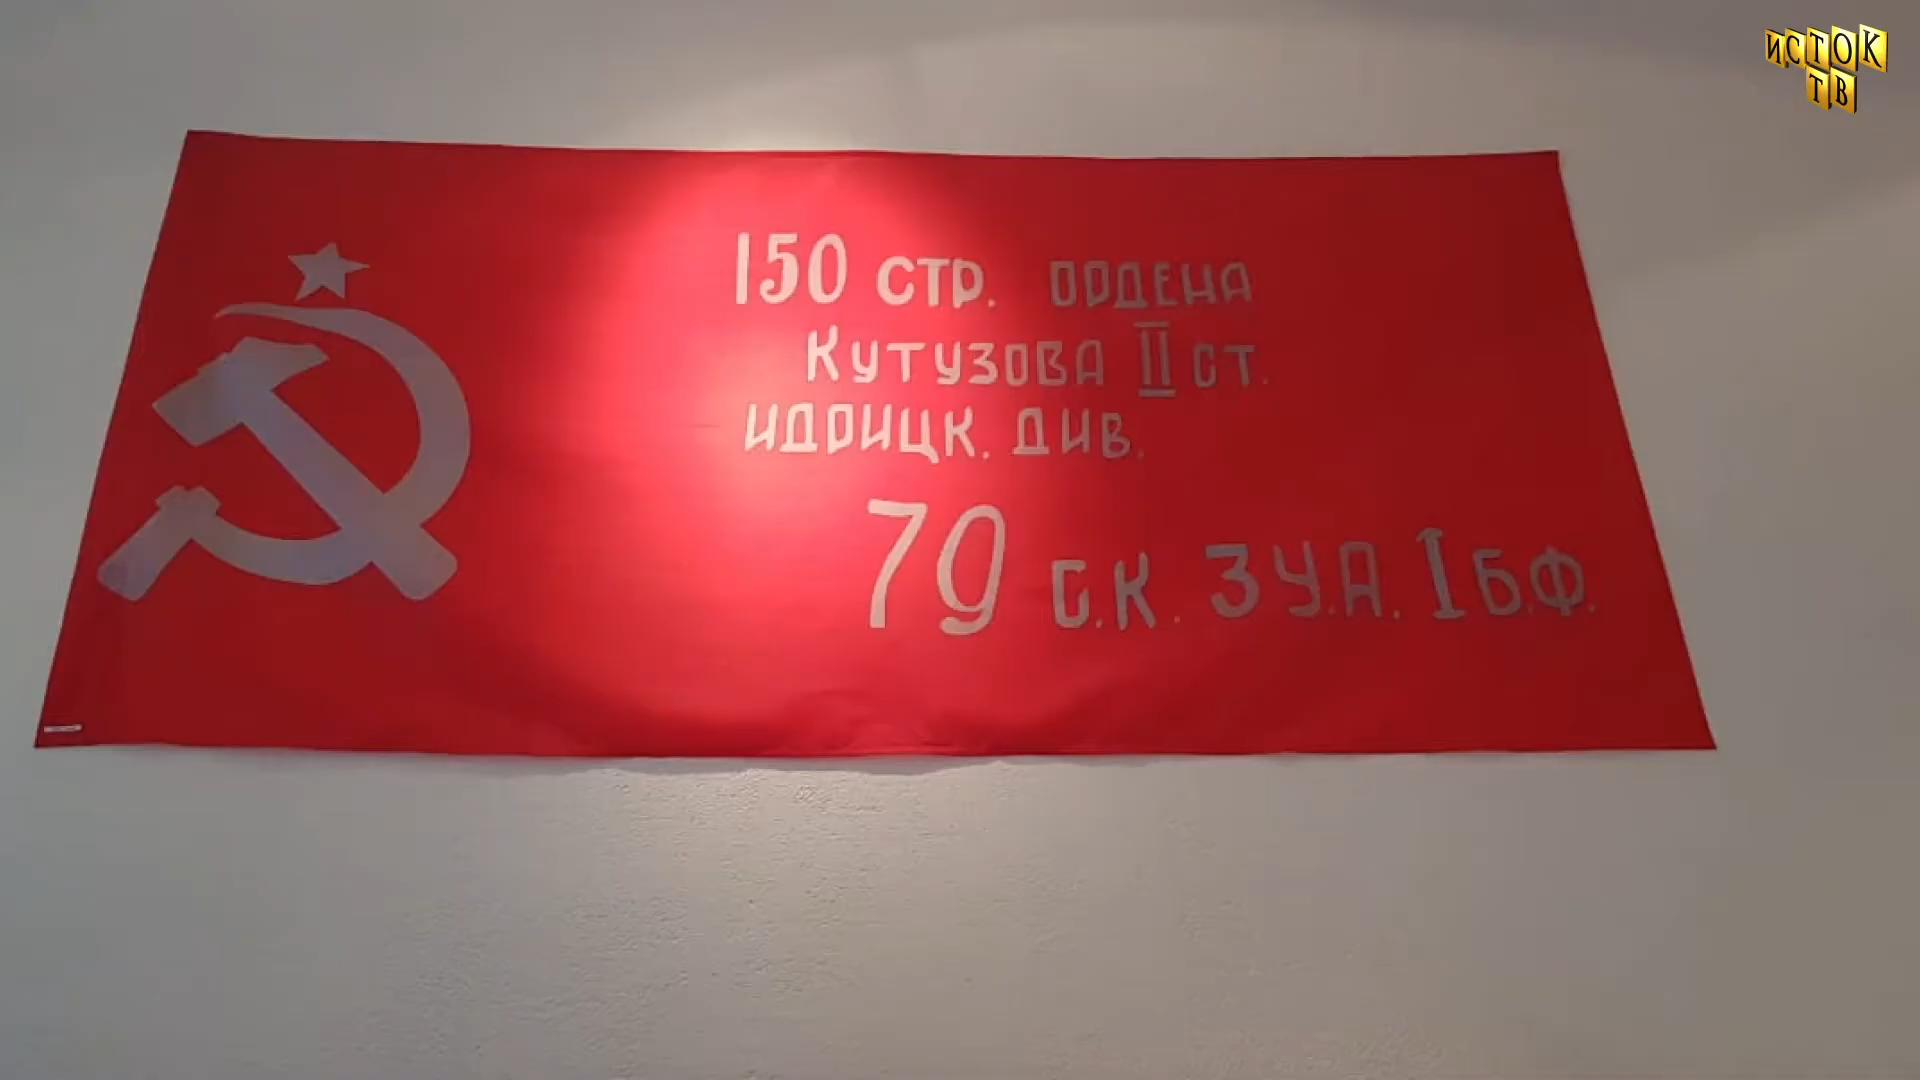 ИСТОК
ТВ
150 СТР. ОРДЕНА
КУТУЗОВА II СТ.
ИДРИЦК. ДИВ.
79 С.К. 3 У.А. 1 Б.Ф.